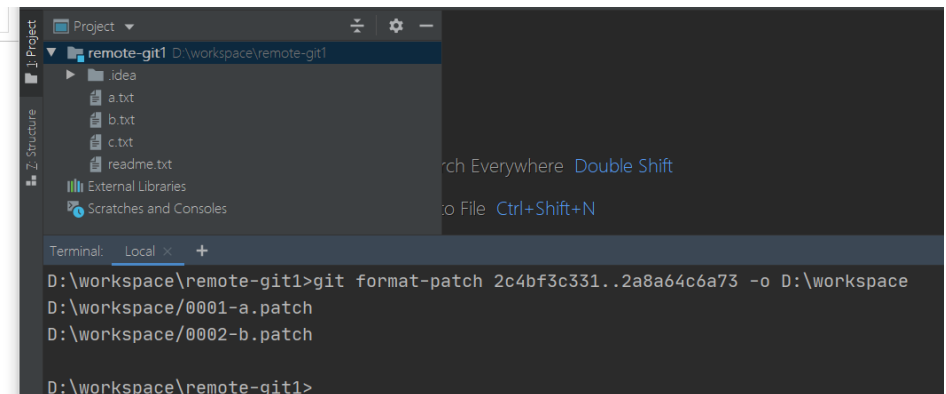 1: Project
Project
remote-git1 D:\workspace\remote-git1
.idea
a.txt
b.txt
c.txt
readme.txt
External Libraries
Scratches and Consoles
Z: Structure
rch Everywhere Double Shift
to File Ctrl+Shift+N
Terminal: Local × +
D:\workspace\remote-git1>git format-patch 2c4bf3c331..2a8a64c6a73 -o D:\workspace
D:\workspace/0001-a.patch
D:\workspace/0002-b.patch
D:\workspace\remote-git1>